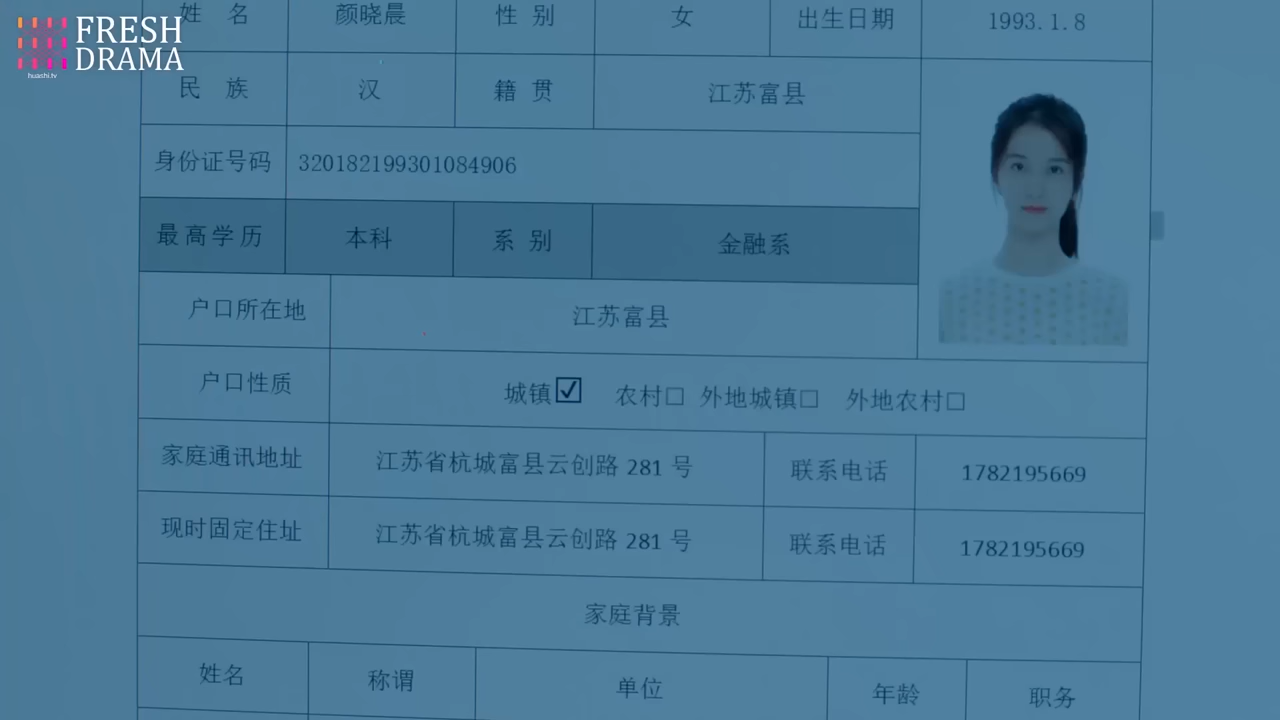 FRESH
DRAMA
huashi.tv
姓 名 颜晓晨 性 别 女 出生日期 1993.1.8
民 族 汉 籍 贯 江苏富县
身份证号码 320182199301084906
最高学历 本科 系 别 金融系
户口所在地 江苏富县
户口性质 城镇☑ 农村□ 外地城镇□ 外地农村□
家庭通讯地址 江苏省杭城富县云创路 281 号 联系电话 1782195669
现时固定住址 江苏省杭城富县云创路 281 号 联系电话 1782195669
家庭背景
姓名 称谓 单位 年龄 职务